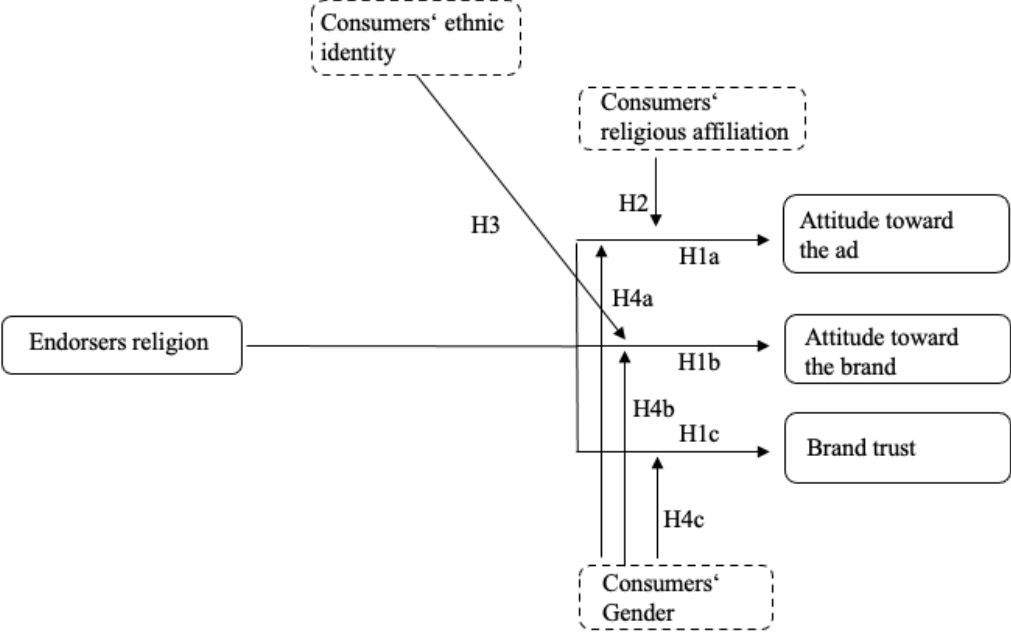 Consumers‘ ethnic
identity
Consumers‘
religious affiliation
H2
H3
Attitude toward
the ad
H1a
H4a
Endorsers religion
Attitude toward
the brand
H1b
H4b
H1c
Brand trust
H4c
Consumers‘
Gender